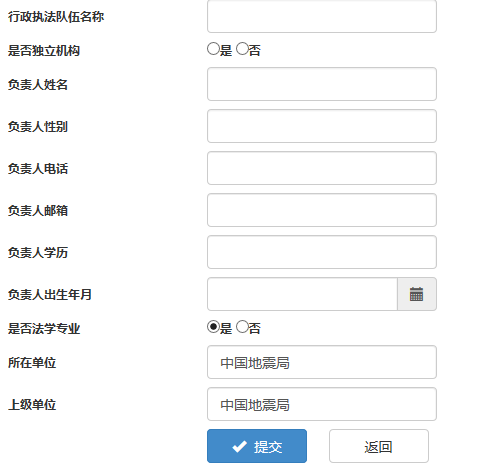 行政执法队伍名称
是否独立机构 是 否
负责人姓名
负责人性别
负责人电话
负责人邮箱
负责人学历
负责人出生年月
是否法学专业 是 否
所在单位 中国地震局
上级单位 中国地震局
提交 返回